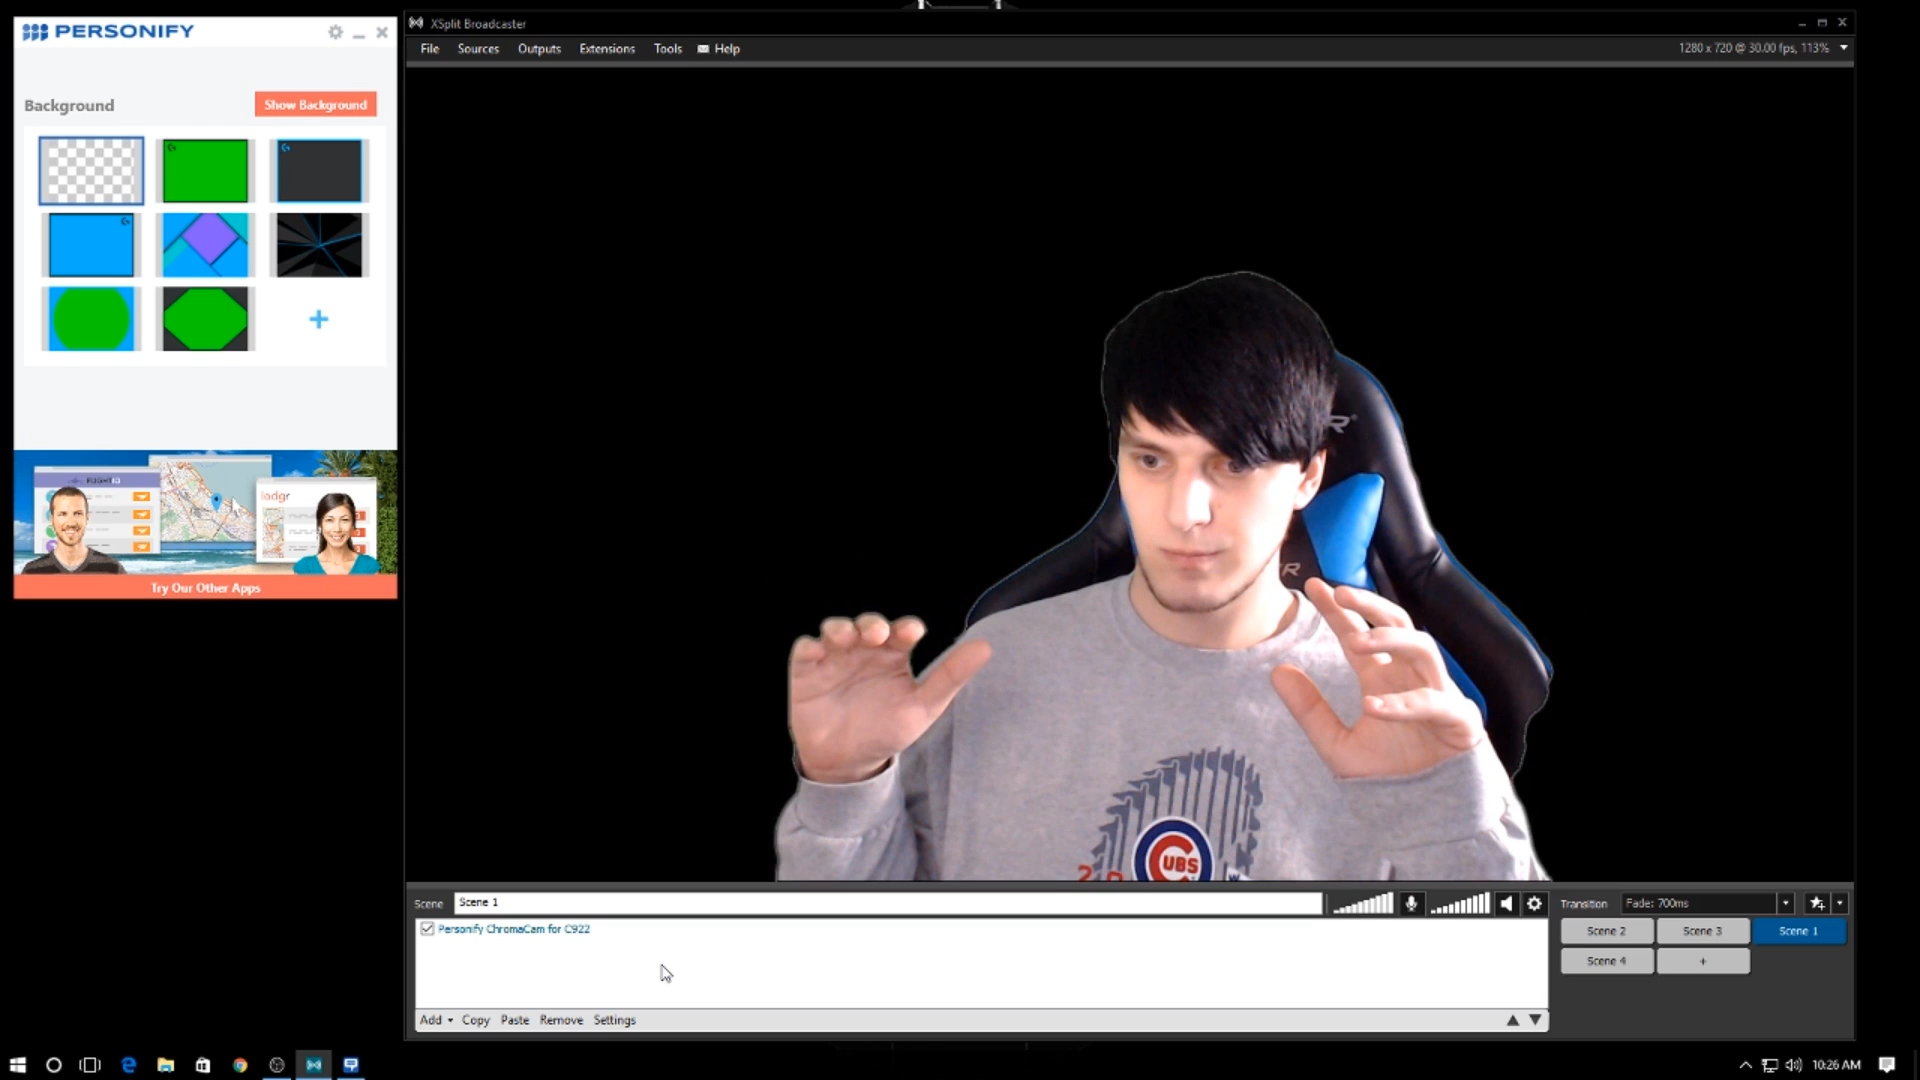 PERSONIFY
Background
Show Background
FLIGHTIO
lodgr
Try Our Other Apps
XSplit Broadcaster
File Sources Outputs Extensions Tools Help
1280 x 720 @ 30.00 fps, 113%
R
R
CUBS
Scene
Scene 1
Transition
Fade: 700ms
Personify ChromaCam for C922
Scene 2
Scene 3
Scene 1
Scene 4
+
Add Copy Paste Remove Settings
10:26 AM